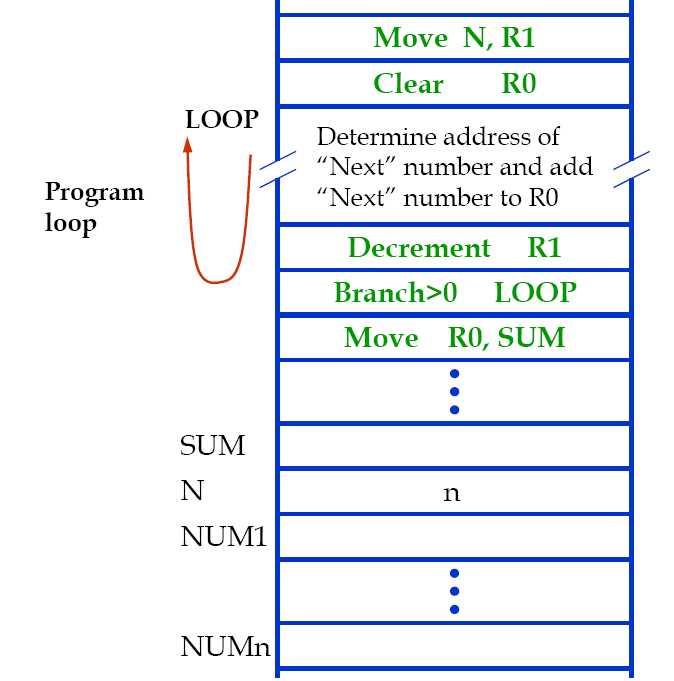 Move N, R1
Clear R0
LOOP
Determine address of
“Next” number and add
“Next” number to R0
Program
loop
Decrement R1
Branch>0 LOOP
Move R0, SUM
SUM
N n
NUM1
NUMn